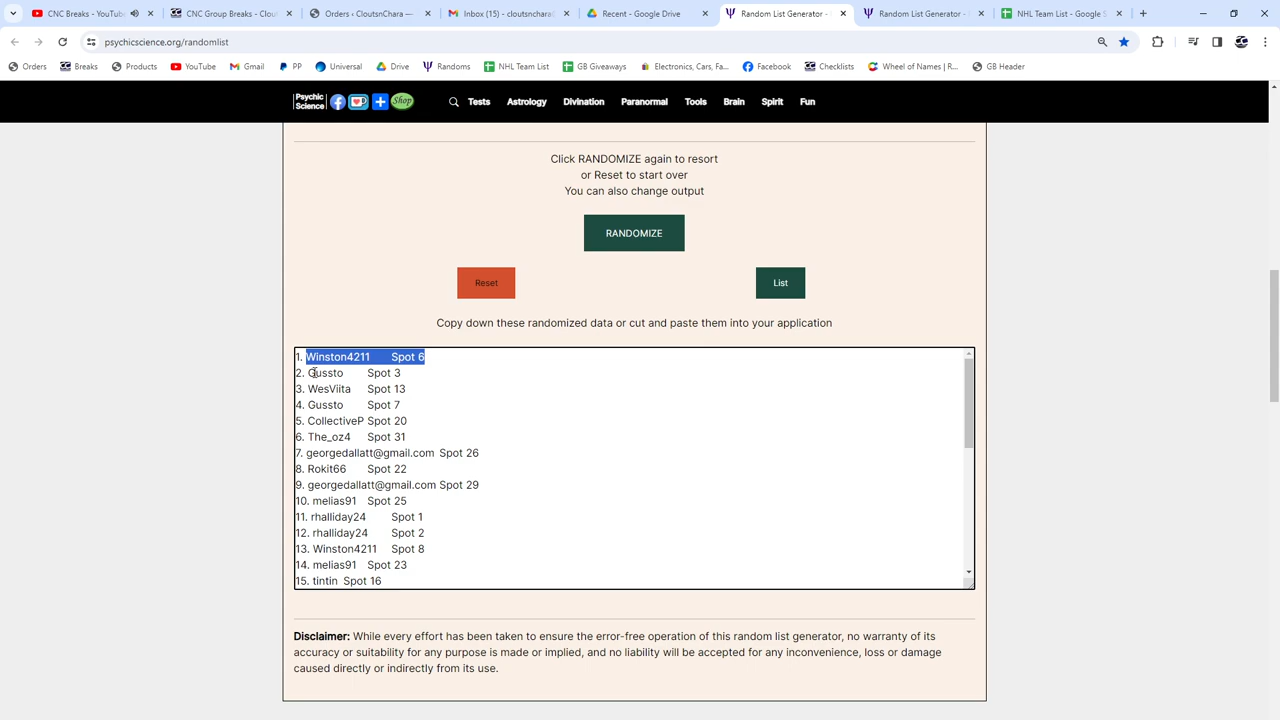 CNC Breaks - YouTube
CNC Group Breaks - Clou
Orders ‹ CloutsnChara —
Inbox (15) - cloutsnchara
Recent - Google Drive
Random List Generator -
Random List Generator -
NHL Team List - Google S
psychicscience.org/randomlist
Orders
Breaks
Products
YouTube
Gmail
PP
Universal
Drive
Randoms
NHL Team List
GB Giveaways
Electronics, Cars, Fa...
Facebook
Checklists
Wheel of Names | R...
GB Header
Psychic
Science
Shop
Tests
Astrology
Divination
Paranormal
Tools
Brain
Spirit
Fun
Click RANDOMIZE again to resort
or Reset to start over
You can also change output
RANDOMIZE
Reset
List
Copy down these randomized data or cut and paste them into your application
1. Winston4211 Spot 6
2. Gussto Spot 3
3. WesViita Spot 13
4. Gussto Spot 7
5. CollectiveP Spot 20
6. The_oz4 Spot 31
7. georgedallatt@gmail.com Spot 26
8. Rokit66 Spot 22
9. georgedallatt@gmail.com Spot 29
10. melias91 Spot 25
11. rhalliday24 Spot 1
12. rhalliday24 Spot 2
13. Winston4211 Spot 8
14. melias91 Spot 23
15. tintin Spot 16
Disclaimer: While every effort has been taken to ensure the error-free operation of this random list generator, no warranty of its
accuracy or suitability for any purpose is made or implied, and no liability will be accepted for any inconvenience, loss or damage
caused directly or indirectly from its use.